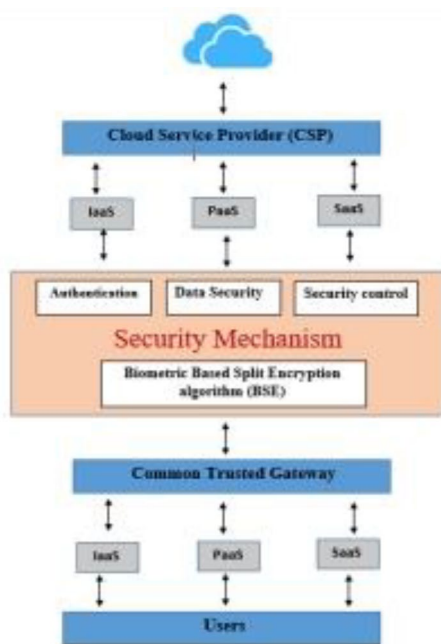 Cloud Service Provider (CSP)
IaaS
PaaS
SaaS
Authentication
Data Security
Security control
Security Mechanism
Biometric Based Split Encryption
algorithm (BSE)
Common Trusted Gateway
IaaS
PaaS
SaaS
Users